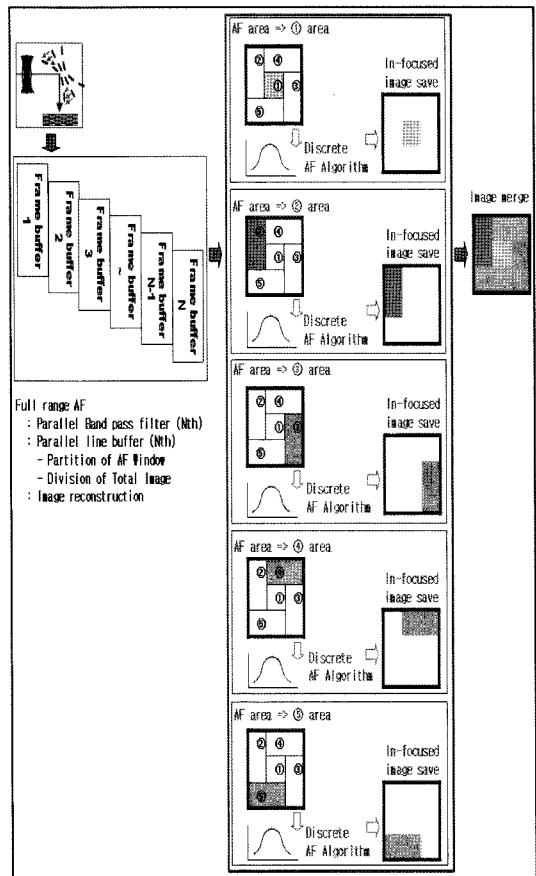 Frame buffer
1
Frame buffer
2
Frame buffer
3
Frame buffer
~
Frame buffer
N-1
Frame buffer
N
Full range AF
: Parallel Band pass filter (Nth)
: Parallel line buffer (Nth)
- Partition of AF Window
- Division of Total Image
: Image reconstruction
AF area => ① area
② ④
① ③
⑤
Discrete
AF Algorithm
In-focused
image save
AF area => ② area
② ④
① ③
⑤
Discrete
AF Algorithm
In-focused
image save
AF area => ③ area
② ④
① ③
⑤
Discrete
AF Algorithm
In-focused
image save
AF area => ④ area
② ④
① ③
⑤
Discrete
AF Algorithm
In-focused
image save
AF area => ⑤ area
② ④
① ③
⑤
Discrete
AF Algorithm
In-focused
image save
Image merge